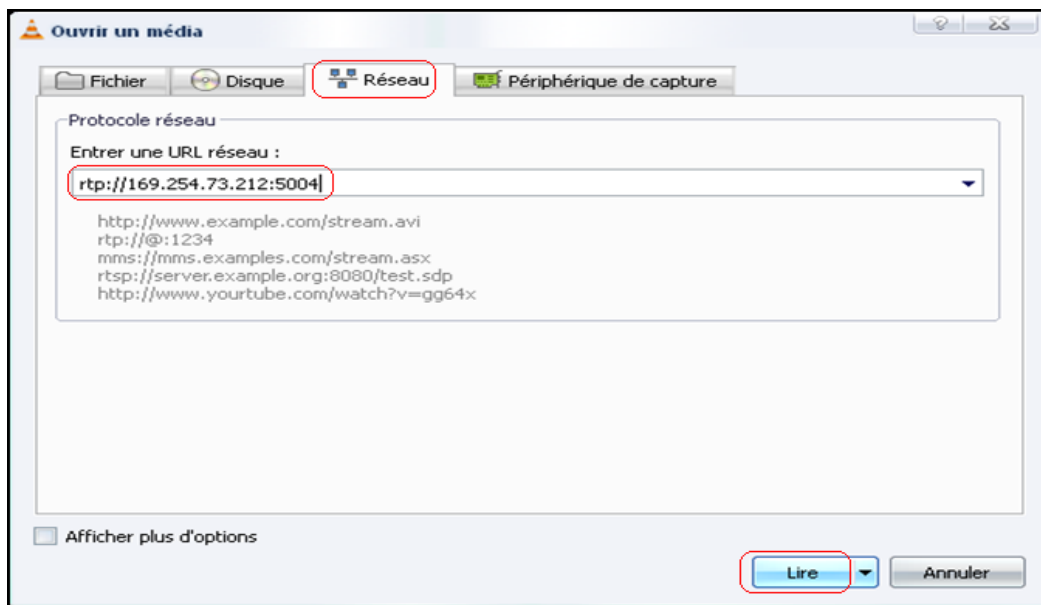 Ouvrir un média
Fichier Disque Réseau Périphérique de capture
Protocole réseau
Entrer une URL réseau :
rtp://169.254.73.212:5004
http://www.example.com/stream.avi
rtp://@:1234
mms://mms.examples.com/stream.asx
rtsp://server.example.org:8080/test.sdp
http://www.yourtube.com/watch?v=gg64x
Afficher plus d'options
Lire Annuler